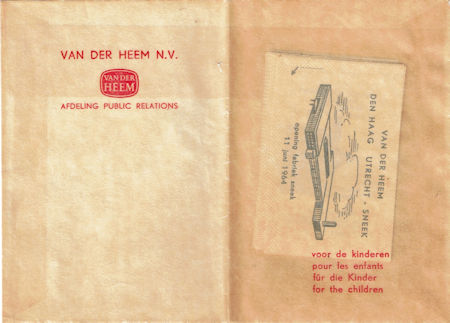 VAN DER HEEM N.V.
VAN DER
HEEM
AFDELING PUBLIC RELATIONS
VAN DER HEEM
DEN HAAG UTRECHT - SNEEK
opening fabriek sneek
11 juni 1964
voor de kinderen
pour les enfants
für die Kinder
for the children